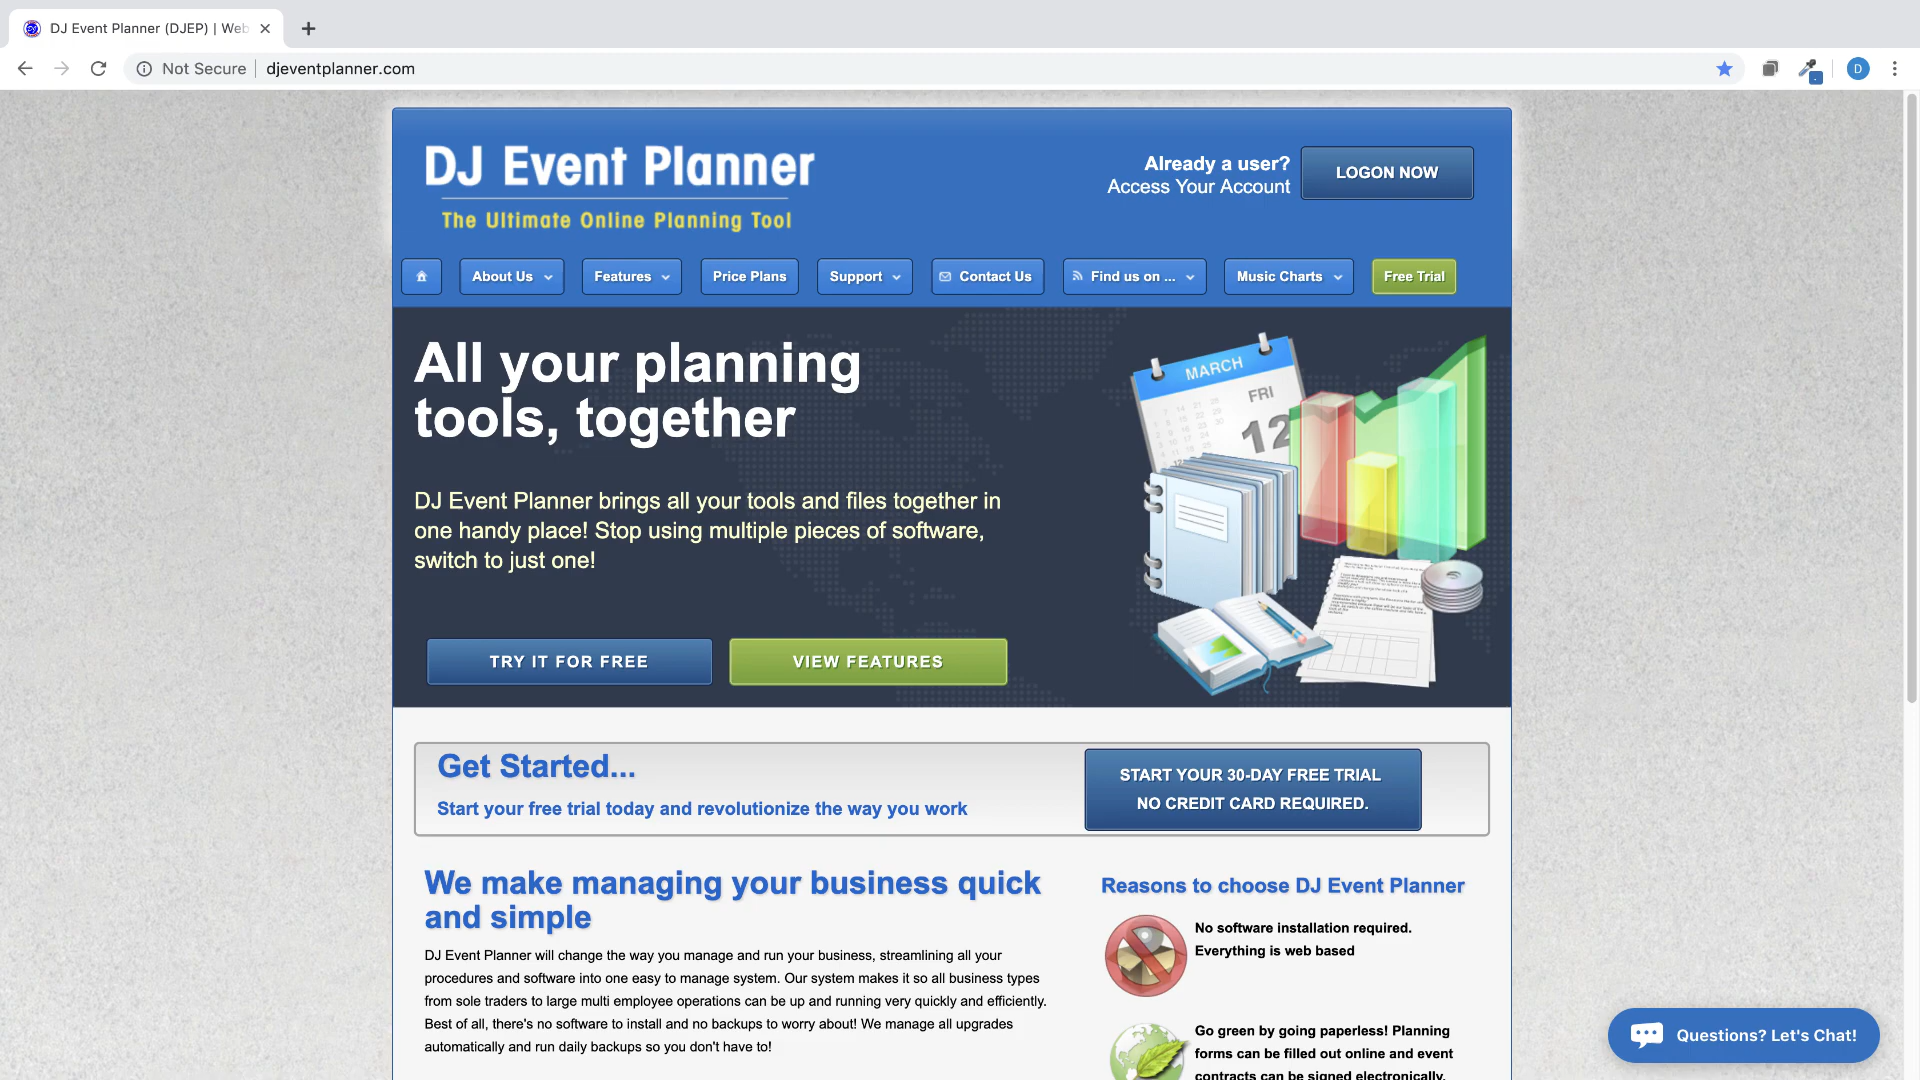 DJ Event Planner (DJEP) | Web
Not Secure
djeventplanner.com
D
DJ Event Planner
The Ultimate Online Planning Tool
Already a user?
Access Your Account
LOGON NOW
About Us
Features
Price Plans
Support
Contact Us
Find us on ...
Music Charts
Free Trial
All your planning
tools, together
DJ Event Planner brings all your tools and files together in
one handy place! Stop using multiple pieces of software,
switch to just one!
TRY IT FOR FREE
VIEW FEATURES
MARCH
FRI
12
Get Started...
Start your free trial today and revolutionize the way you work
START YOUR 30-DAY FREE TRIAL
NO CREDIT CARD REQUIRED.
We make managing your business quick
and simple
DJ Event Planner will change the way you manage and run your business, streamlining all your
procedures and software into one easy to manage system. Our system makes it so all business types
from sole traders to large multi employee operations can be up and running very quickly and efficiently.
Best of all, there's no software to install and no backups to worry about! We manage all upgrades
automatically and run daily backups so you don't have to!
Reasons to choose DJ Event Planner
No software installation required.
Everything is web based
Go green by going paperless! Planning
forms can be filled out online and event
contracts can be signed electronically.
Questions? Let's Chat!